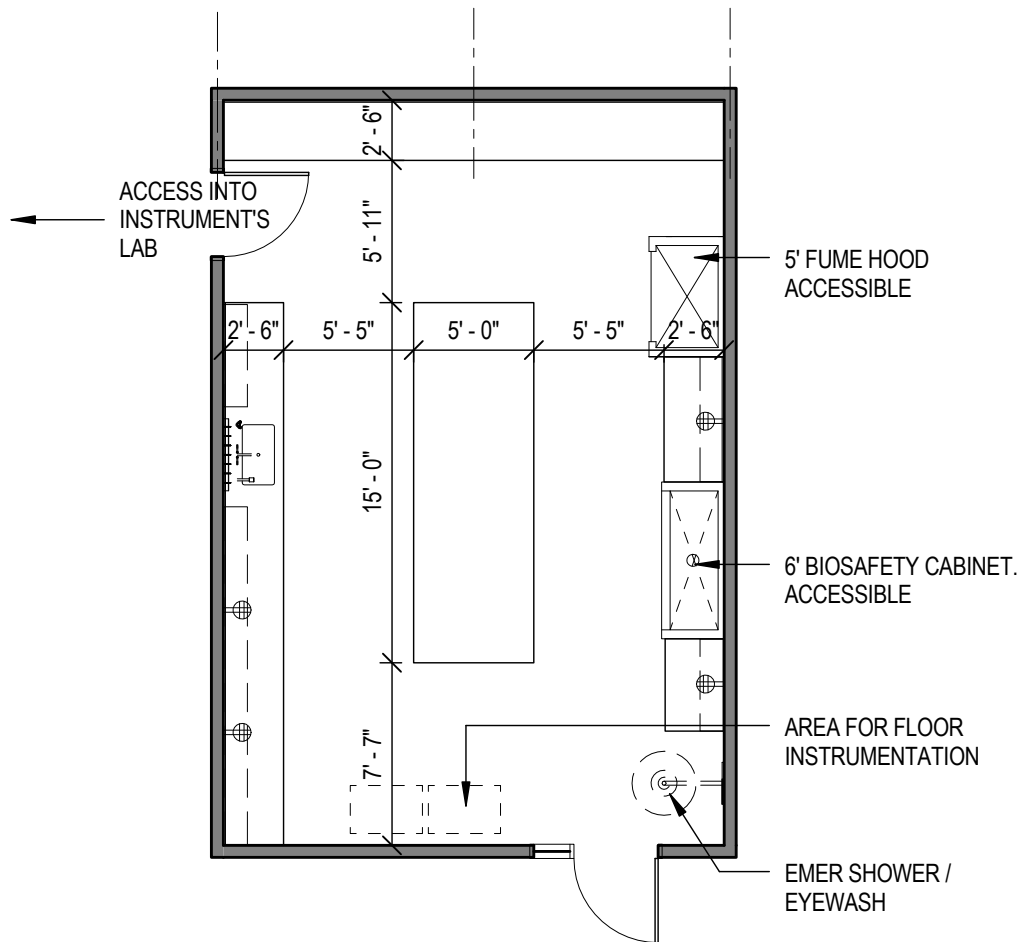 2' - 6"
ACCESS INTO
INSTRUMENT'S
LAB
5' - 11"
5' FUME HOOD
ACCESSIBLE
2' - 6"
5' - 5"
5' - 0"
5' - 5"
2' - 6"
15' - 0"
6' BIOSAFETY CABINET.
ACCESSIBLE
7' - 7"
AREA FOR FLOOR
INSTRUMENTATION
EMER SHOWER /
EYEWASH